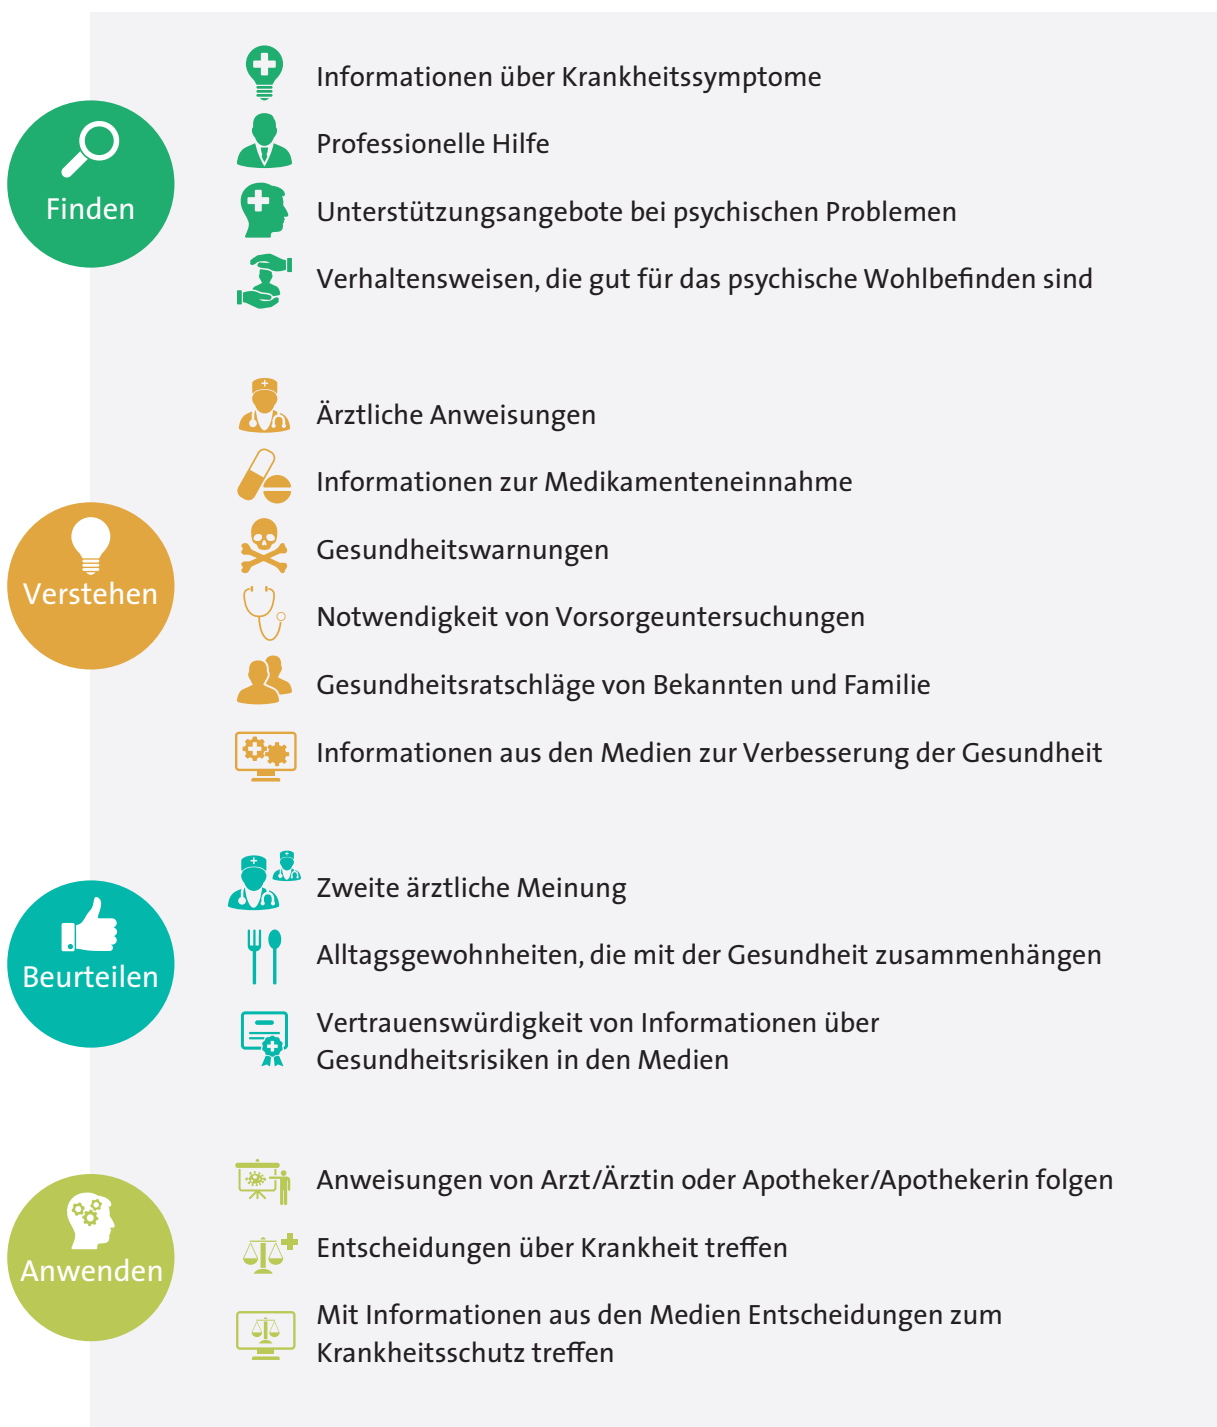 Finden
Informationen über Krankheitssymptome
Professionelle Hilfe
Unterstützungsangebote bei psychischen Problemen
Verhaltensweisen, die gut für das psychische Wohlbefinden sind
Verstehen
Ärztliche Anweisungen
Informationen zur Medikamenteneinnahme
Gesundheitswarnungen
Notwendigkeit von Vorsorgeuntersuchungen
Gesundheitsratschläge von Bekannten und Familie
Informationen aus den Medien zur Verbesserung der Gesundheit
Beurteilen
Zweite ärztliche Meinung
Alltagsgewohnheiten, die mit der Gesundheit zusammenhängen
Vertrauenswürdigkeit von Informationen über
Gesundheitsrisiken in den Medien
Anwenden
Anweisungen von Arzt/Ärztin oder Apotheker/Apothekerin folgen
Entscheidungen über Krankheit treffen
Mit Informationen aus den Medien Entscheidungen zum
Krankheitsschutz treffen